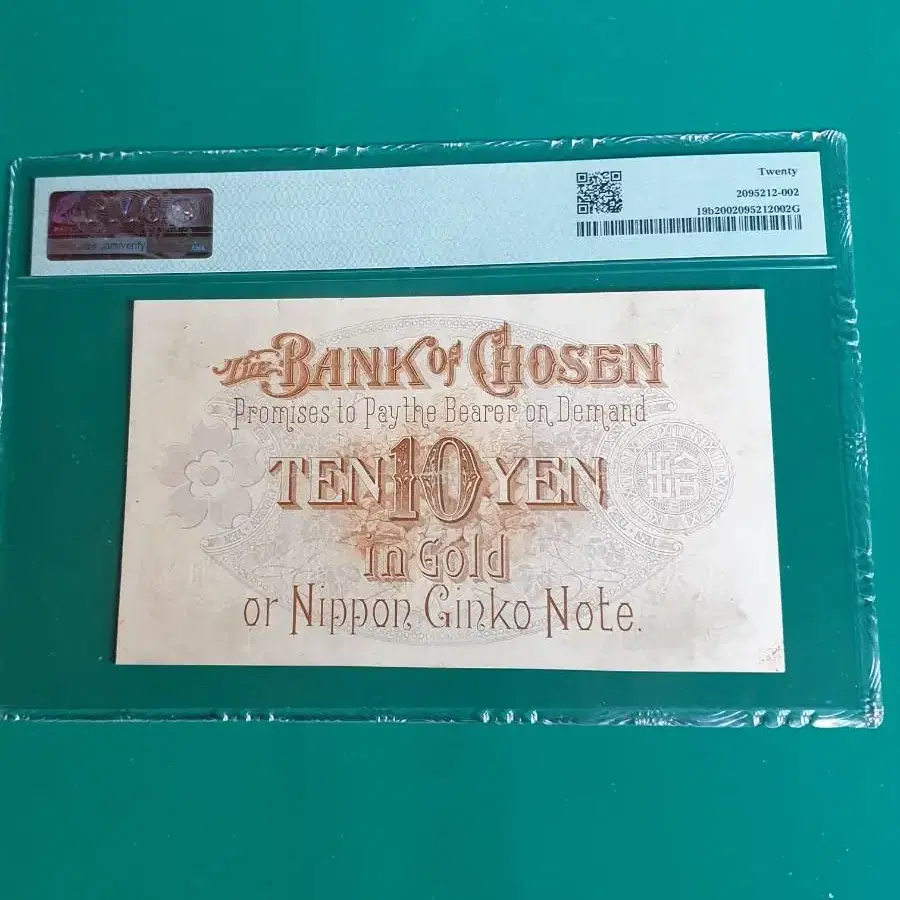 Twenty
2095212-002
19b2002095212002G
The BANK of CHOSEN
Promises to Pay the Bearer on Demand
TEN 10 YEN
in Gold
or Nippon Ginko Note.
拾